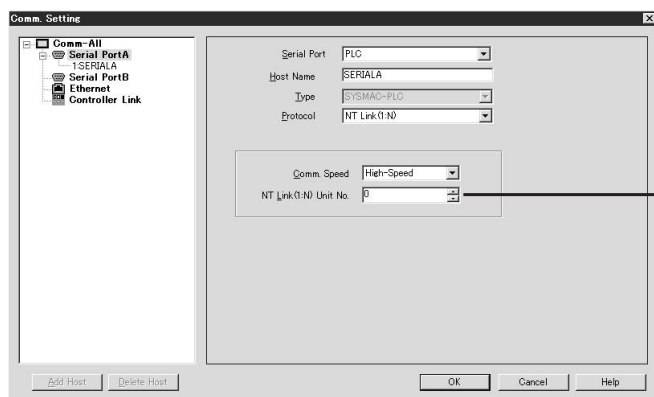 Comm. Setting
Comm-All
Serial PortA
1:SERIALA
Serial PortB
Ethernet
Controller Link
Serial Port PLC
Host Name SERIALA
Type SYSMAC-PLC
Protocol NT Link(1:N)
Comm. Speed High-Speed
NT Link(1:N) Unit No. 0
Add Host Delete Host OK Cancel Help